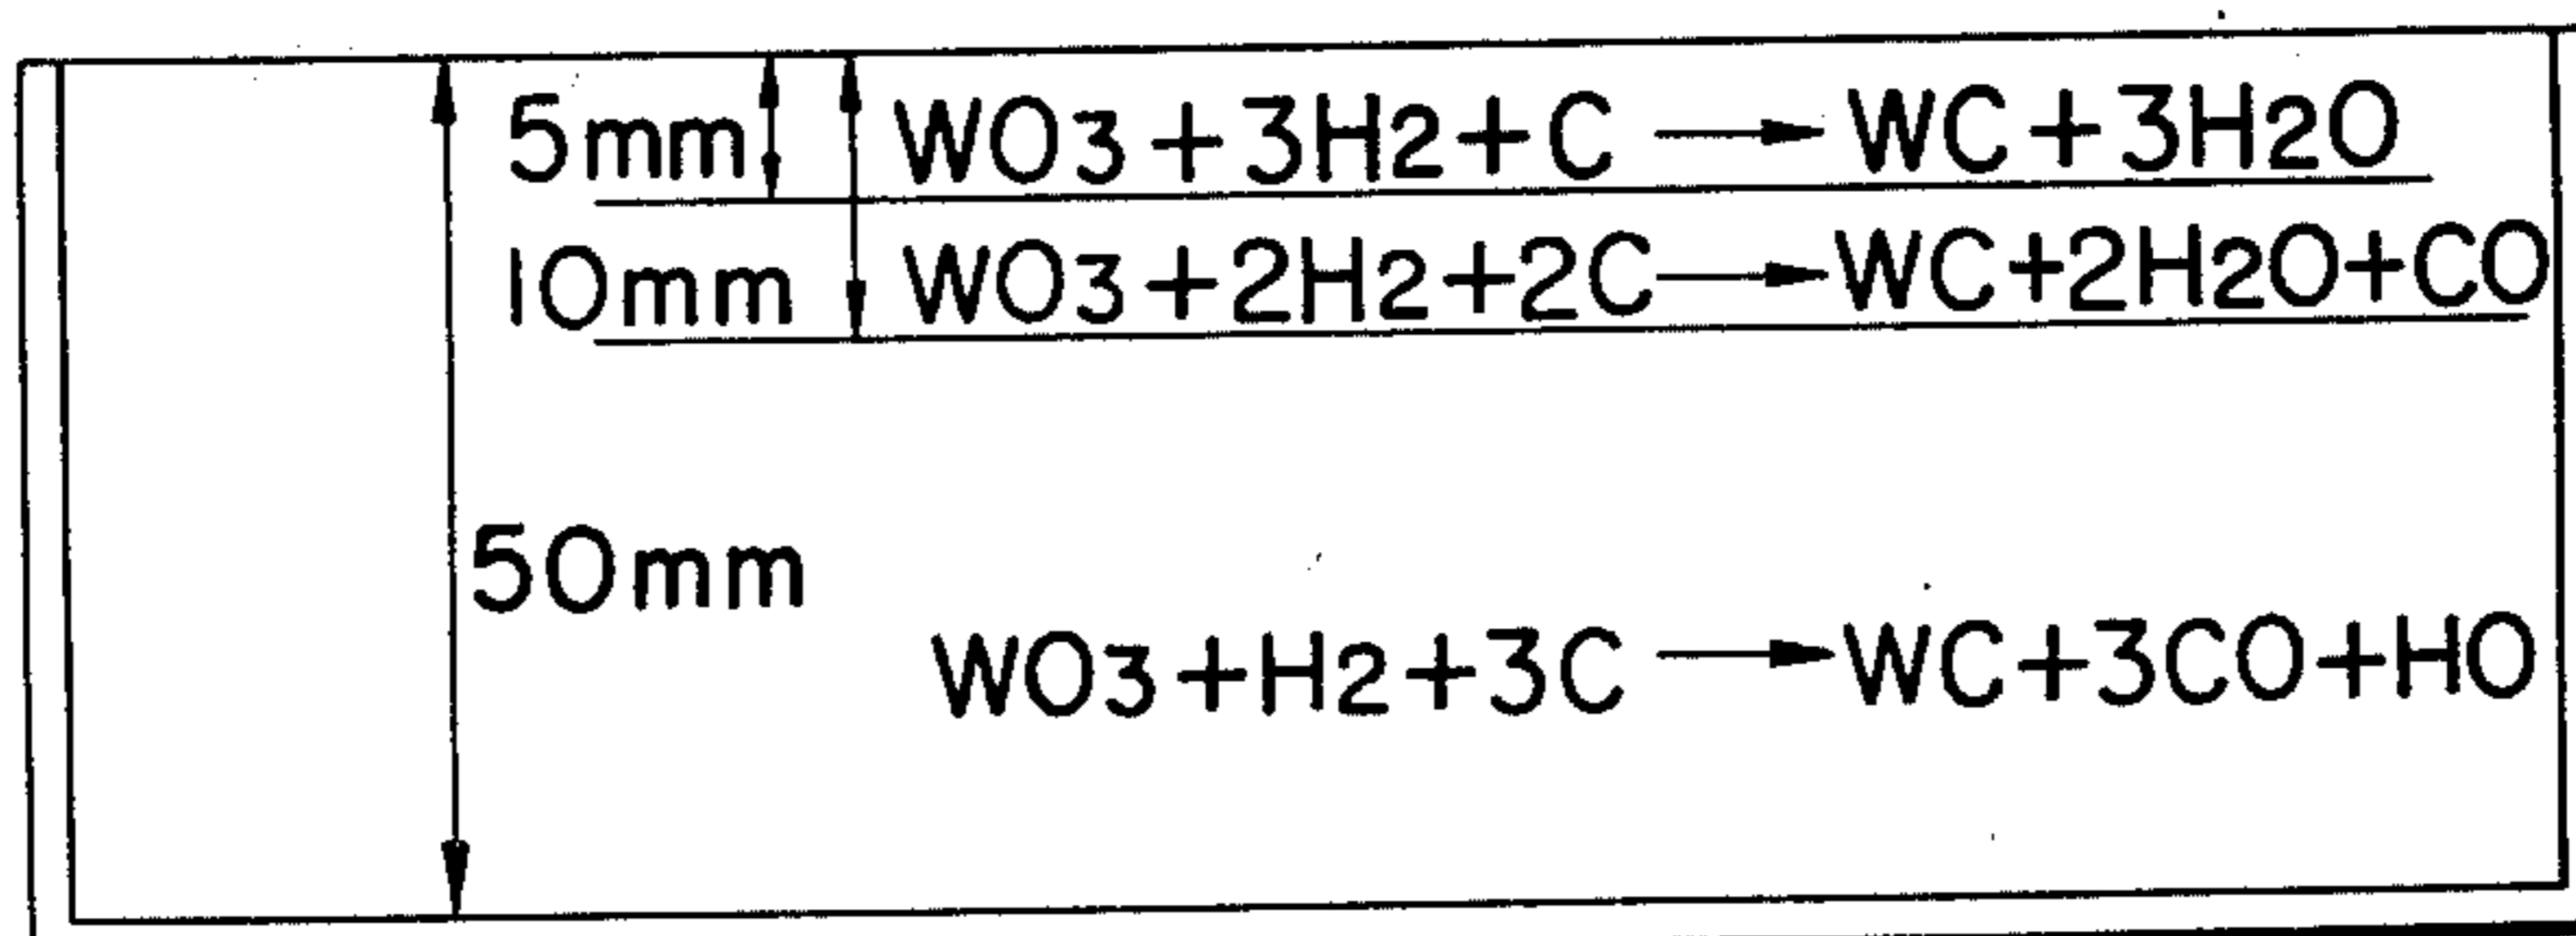 5mm WO3+3H2+C → WC+3H2O
10mm WO3+2H2+2C → WC+2H2O+CO
50mm
WO3+H2+3C → WC+3CO+HO